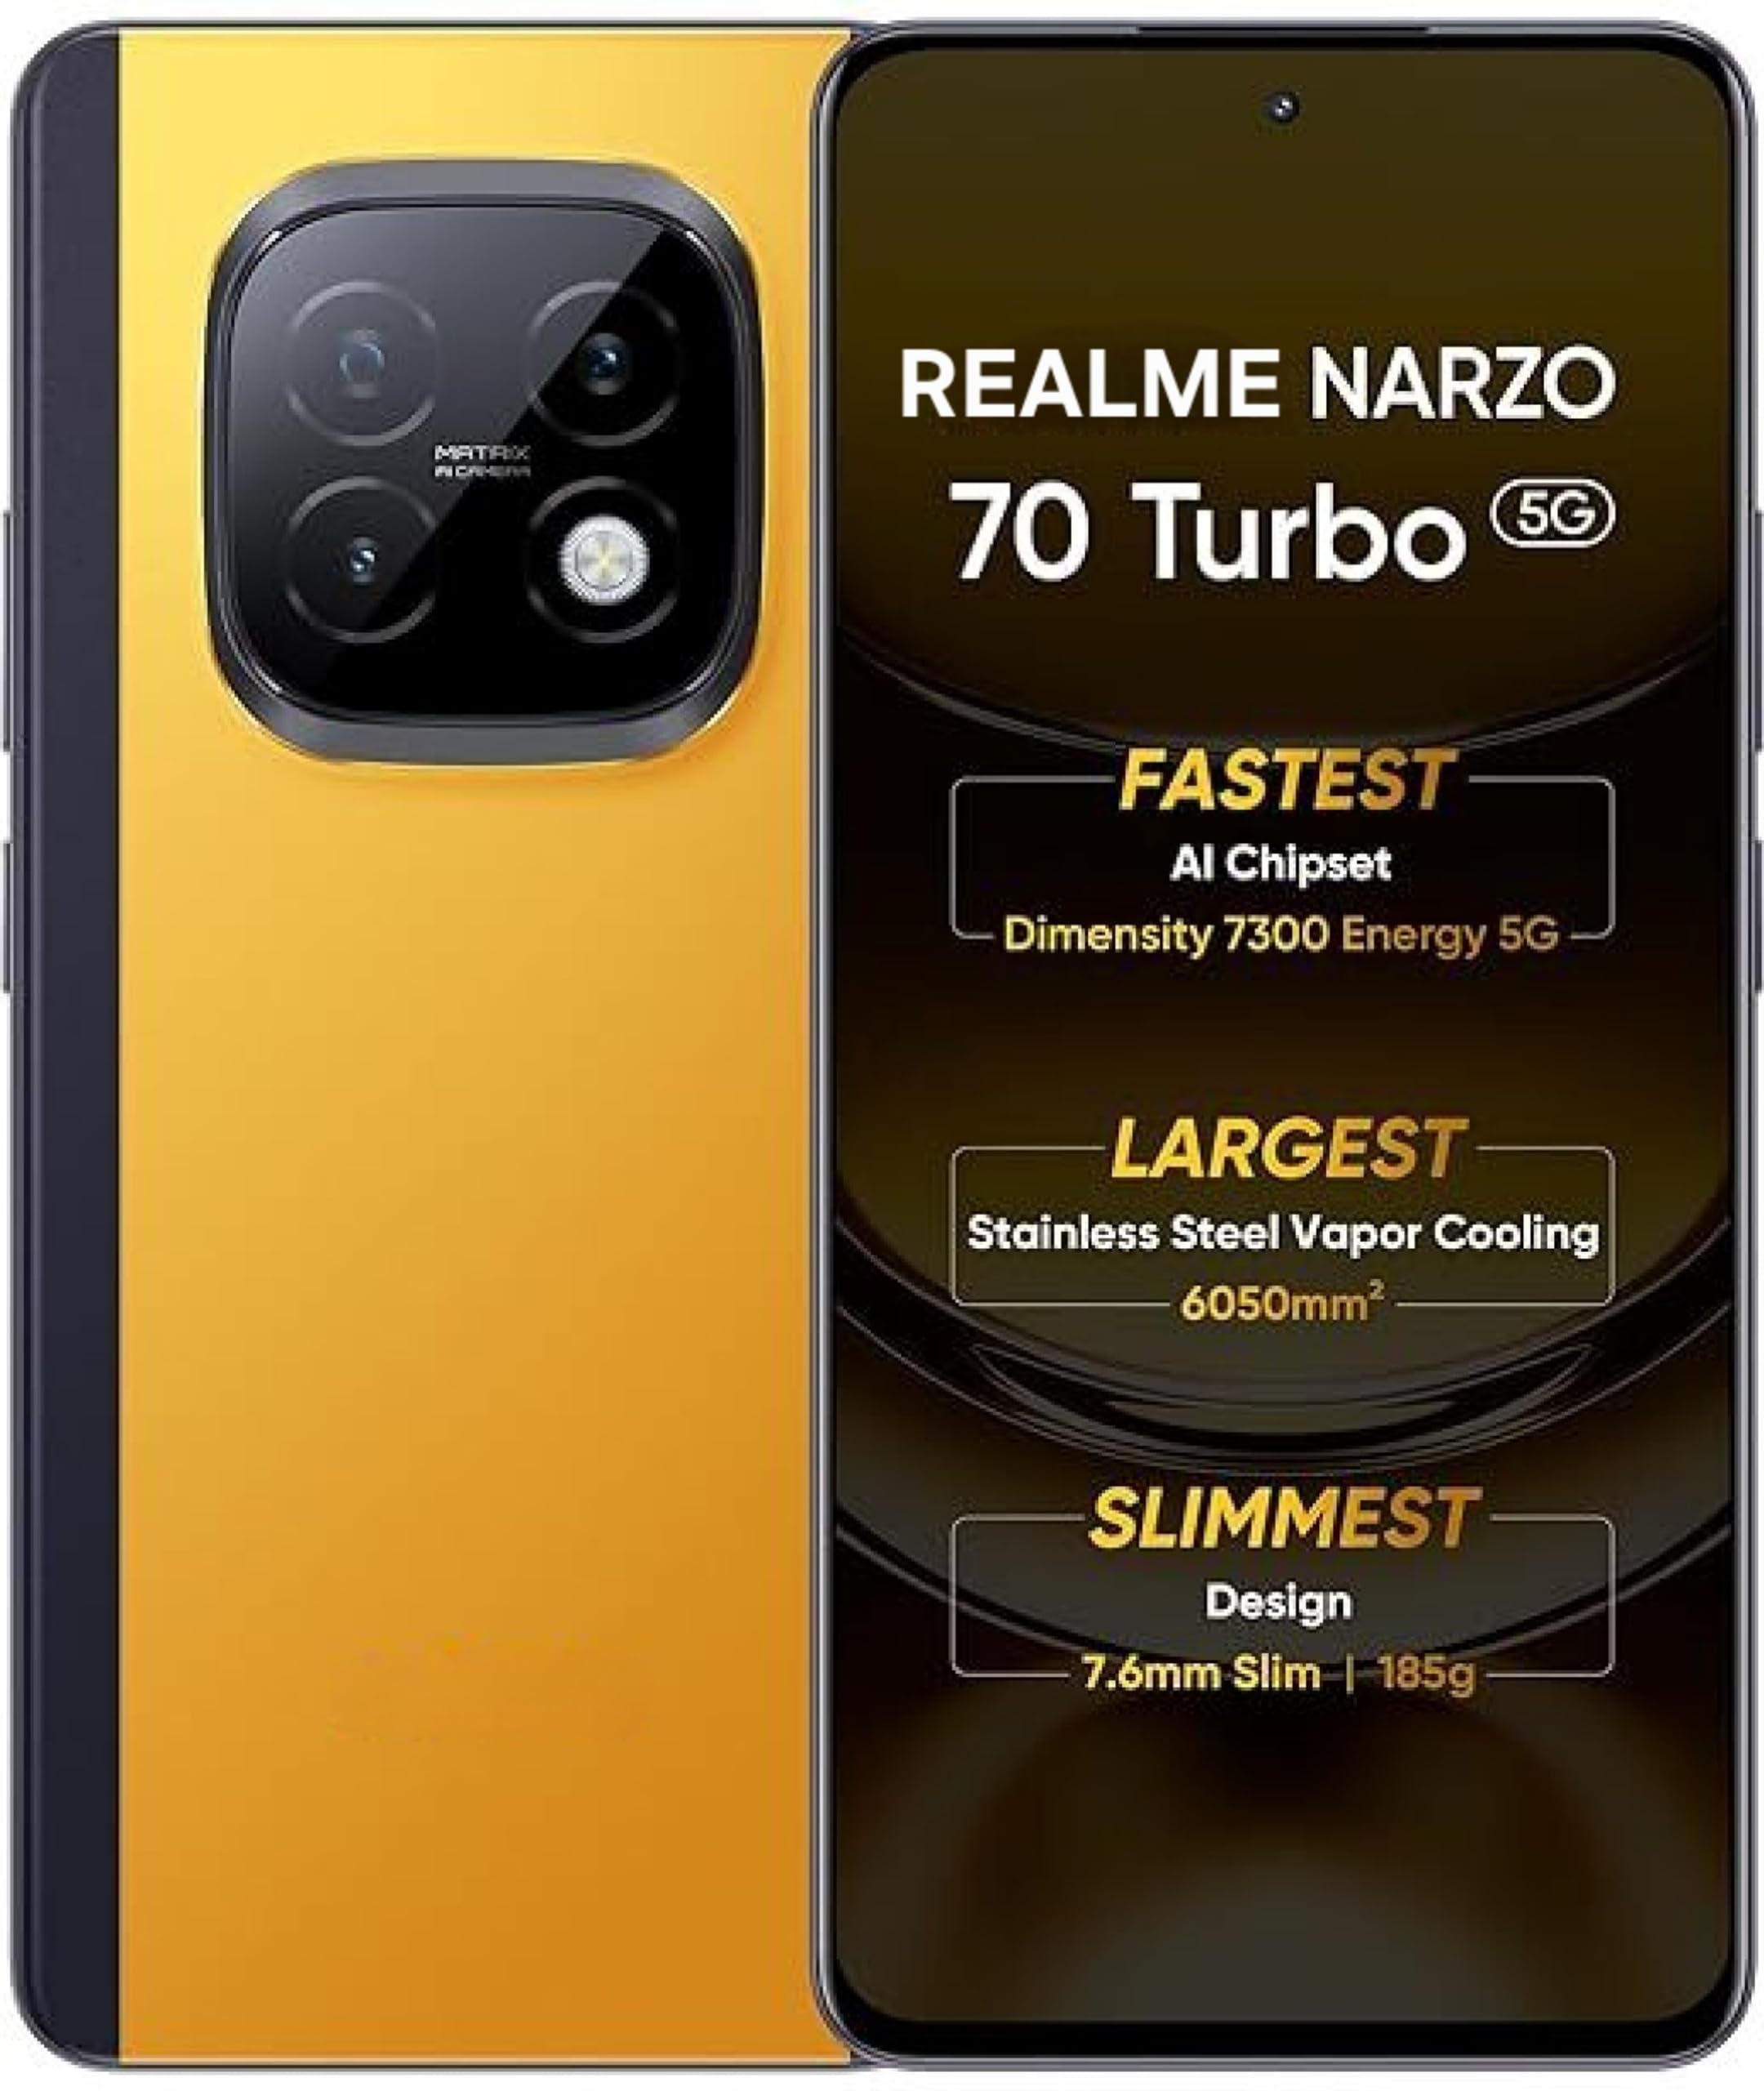 MATRIX
AI CAMERA
REALME NARZO
70 Turbo 5G
FASTEST
AI Chipset
Dimensity 7300 Energy 5G
LARGEST
Stainless Steel Vapor Cooling
6050mm²
SLIMMEST
Design
7.6mm Slim | 185g